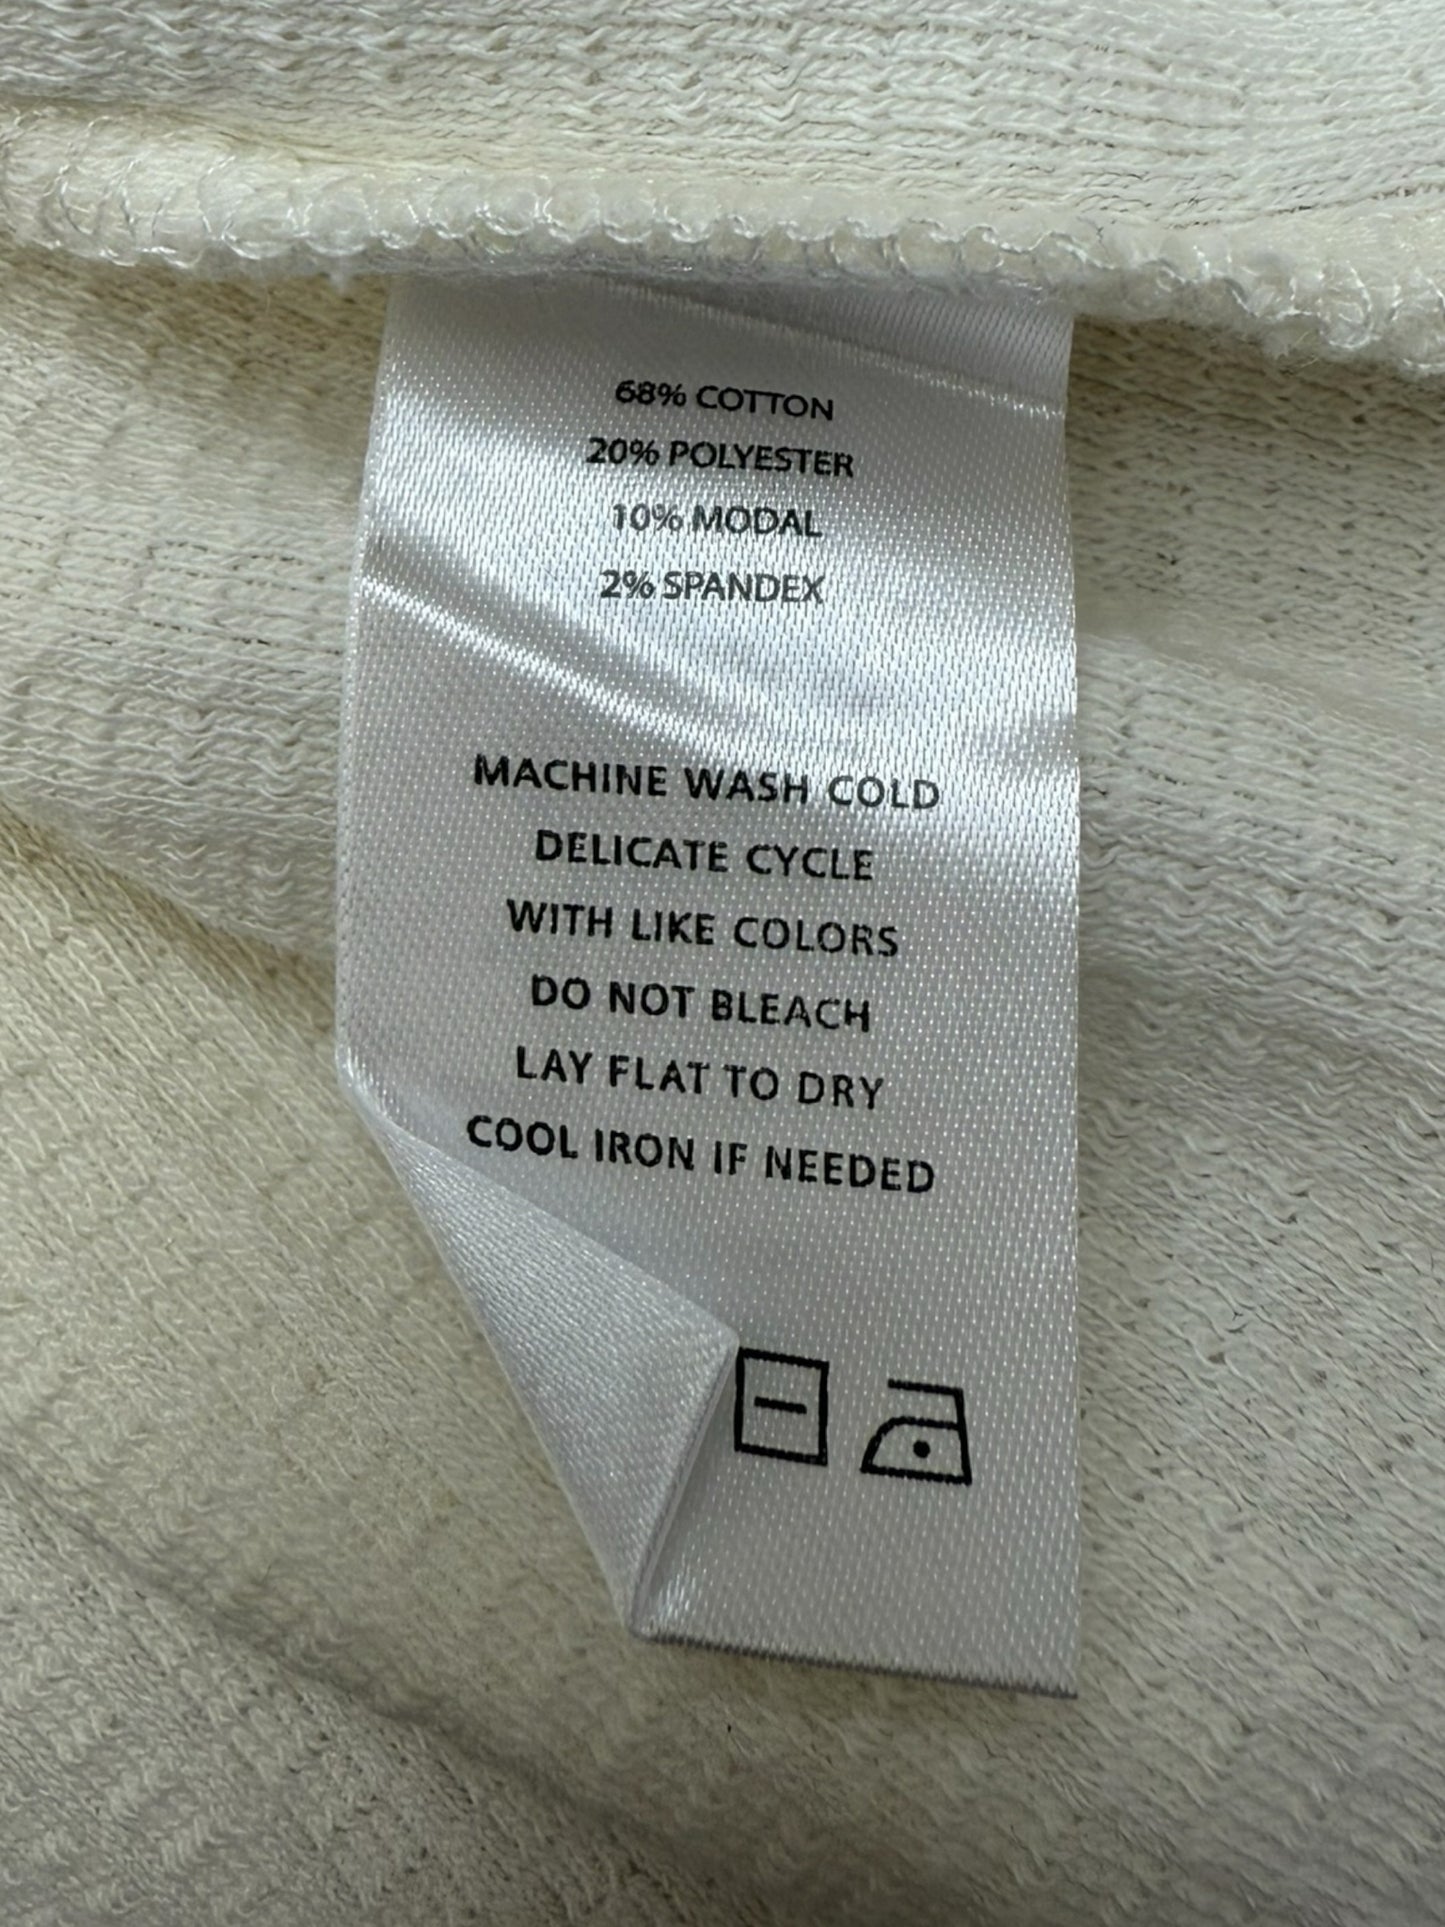 68% COTTON
20% POLYESTER
10% MODAL
2% SPANDEX
MACHINE WASH COLD
DELICATE CYCLE
WITH LIKE COLORS
DO NOT BLEACH
LAY FLAT TO DRY
COOL IRON IF NEEDED